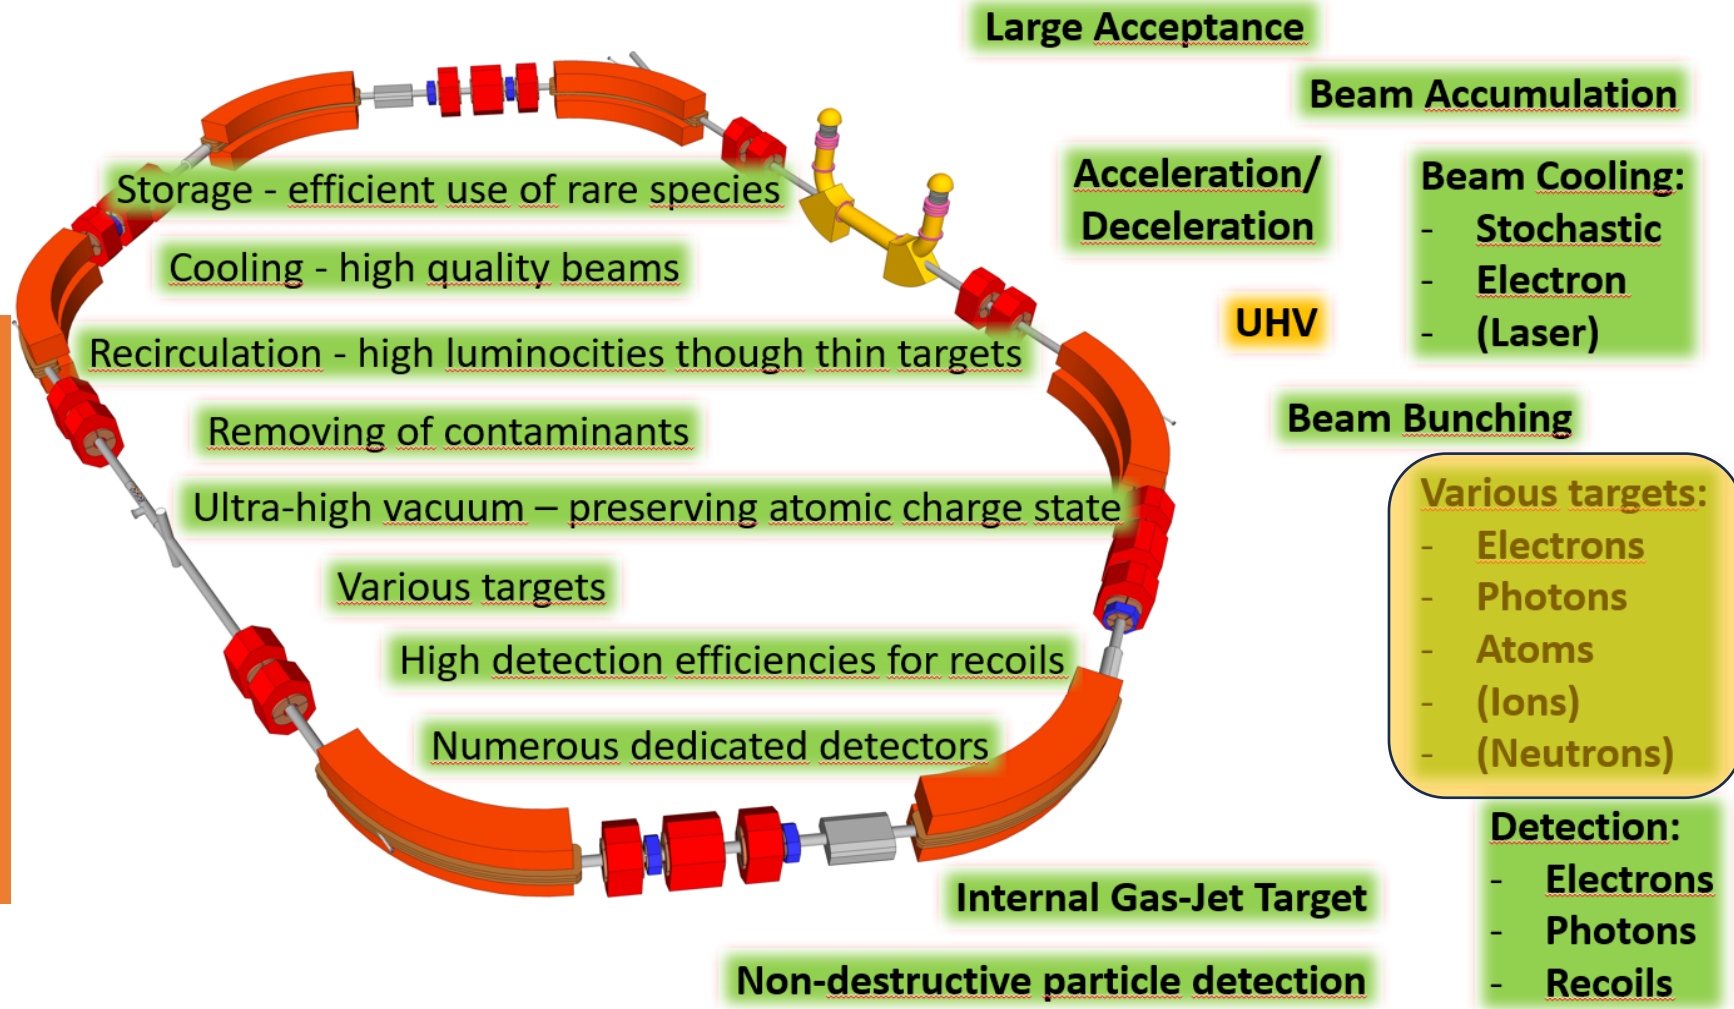 Large Acceptance
Beam Accumulation
Acceleration/
Deceleration
Beam Cooling:
- Stochastic
- Electron
- (Laser)
UHV
Beam Bunching
Storage - efficient use of rare species
Cooling - high quality beams
Recirculation - high luminocities though thin targets
Removing of contaminants
Ultra-high vacuum – preserving atomic charge state
Various targets
High detection efficiencies for recoils
Numerous dedicated detectors
Various targets:
- Electrons
- Photons
- Atoms
- (Ions)
- (Neutrons)
Detection:
- Electrons
- Photons
- Recoils
Internal Gas-Jet Target
Non-destructive particle detection